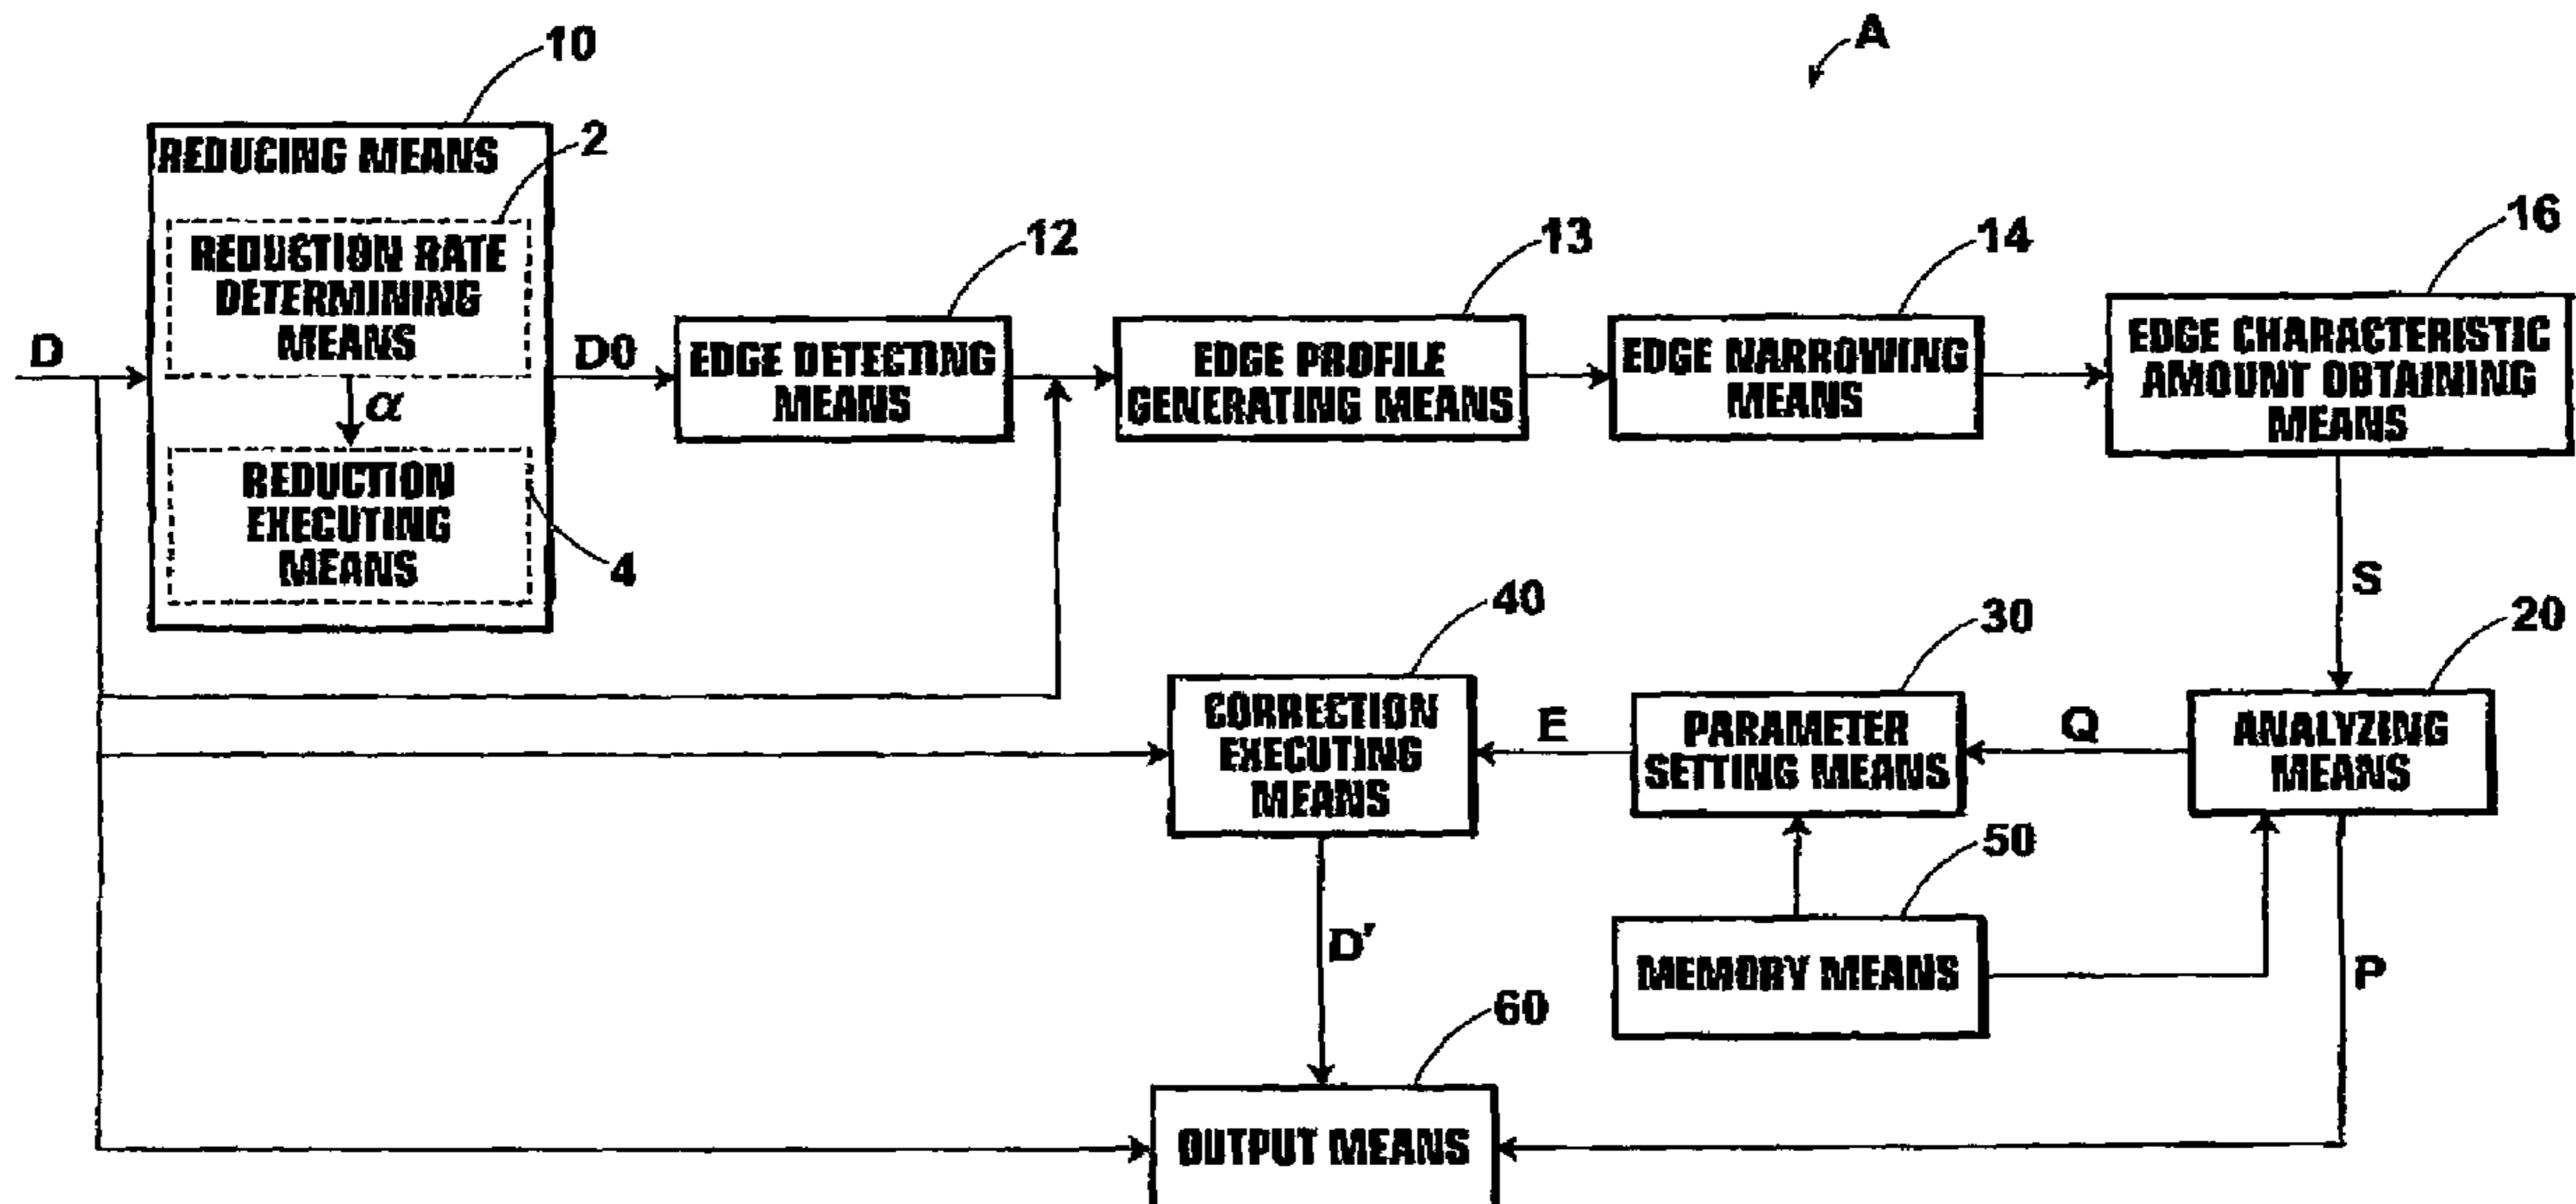 A
10
REDUCING MEANS
2
REDUCTION RATE
DETERMINING
MEANS
α
REDUCTION
EXECUTING
MEANS
4
D
D0
12
EDGE DETECTING
MEANS
13
EDGE PROFILE
GENERATING MEANS
14
EDGE NARROWING
MEANS
16
EDGE CHARACTERISTIC
AMOUNT OBTAINING
MEANS
S
40
CORRECTION
EXECUTING
MEANS
E
30
PARAMETER
SETTING MEANS
Q
20
ANALYZING
MEANS
50
MEMORY MEANS
D'
P
60
OUTPUT MEANS